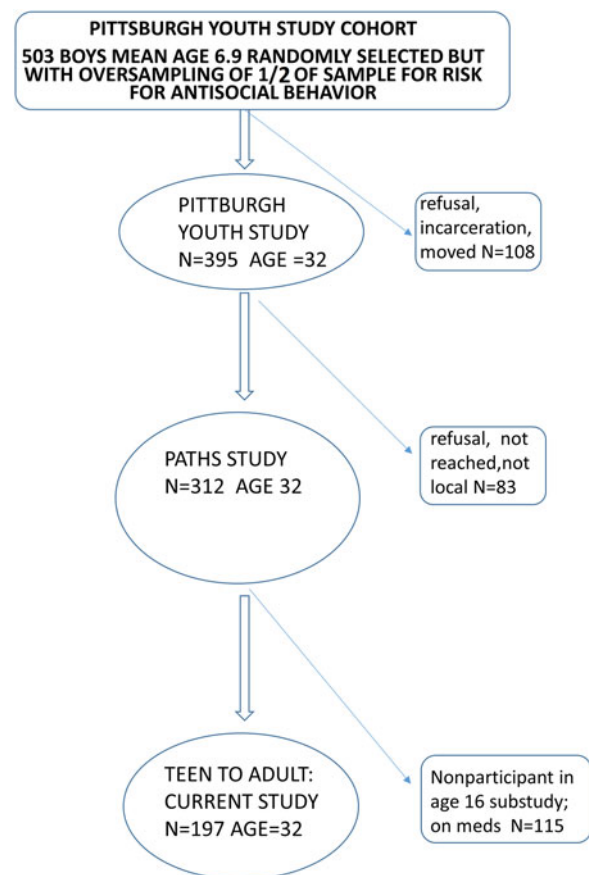 PITTSBURGH YOUTH STUDY COHORT
503 BOYS MEAN AGE 6.9 RANDOMLY SELECTED BUT
WITH OVERSAMPLING OF 1/2 OF SAMPLE FOR RISK
FOR ANTISOCIAL BEHAVIOR
PITTBURGH
YOUTH STUDY
N=395 AGE =32
refusal,
incarceration,
moved N=108
PATHS STUDY
N=312 AGE 32
refusal, not
reached,not
local N=83
TEEN TO ADULT:
CURRENT STUDY
N=197 AGE=32
Nonparticipant in
age 16 substudy;
on meds N=115